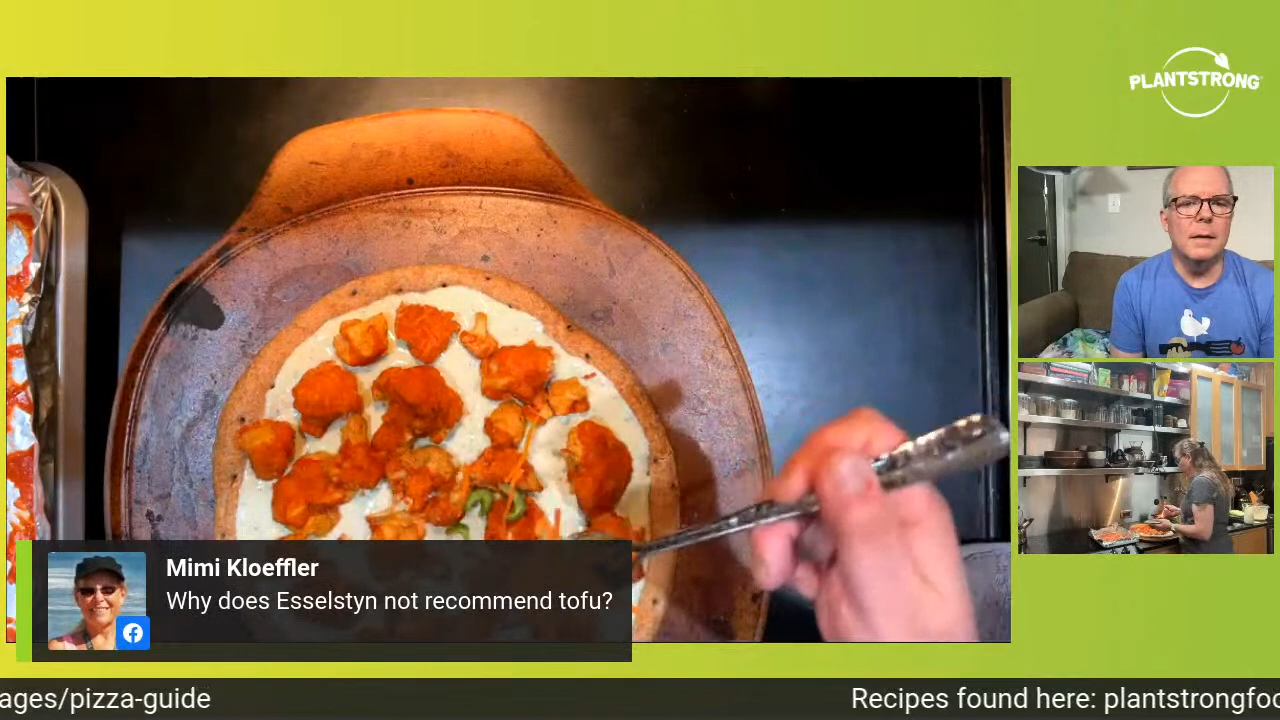 PLANTSTRONG
Mimi Kloeffler
Why does Esselstyn not recommend tofu?
ages/pizza-guide
Recipes found here: plantstrongfoo